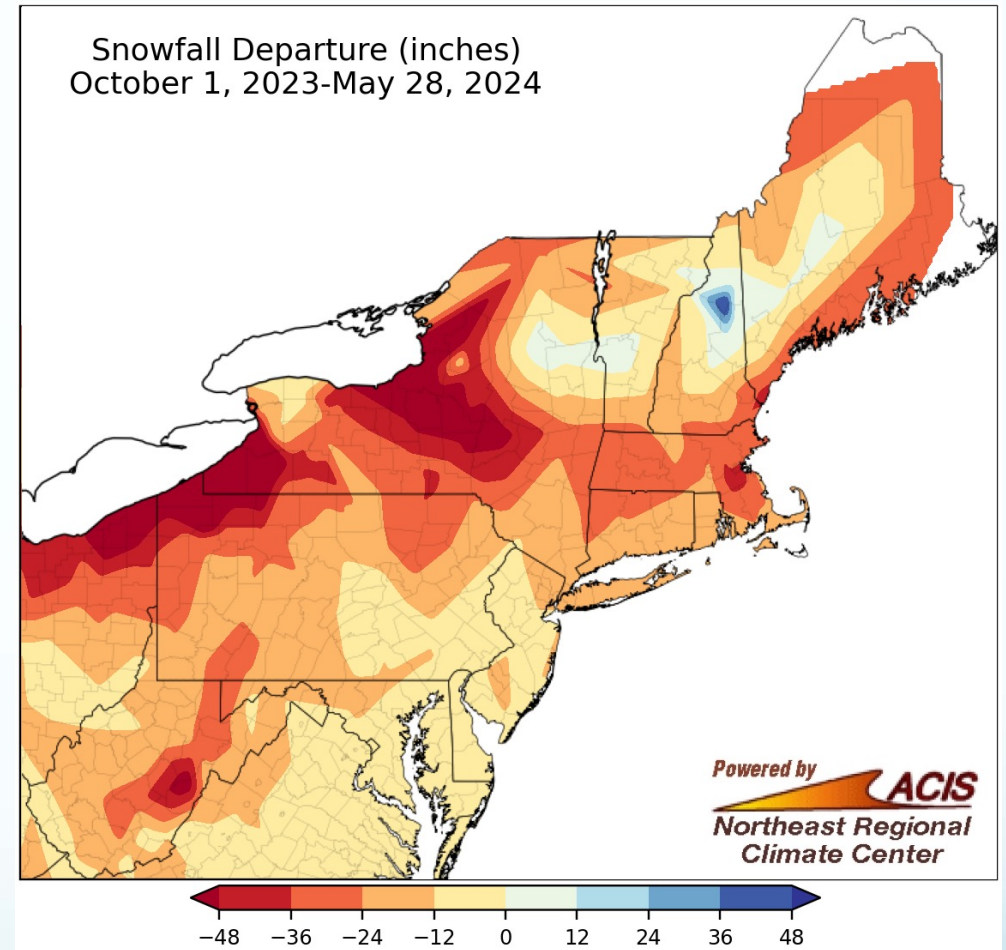 Snowfall Departure (inches)
October 1, 2023-May 28, 2024
Powered by
ACIS
Northeast Regional
Climate Center
−48 −36 −24 −12 0 12 24 36 48